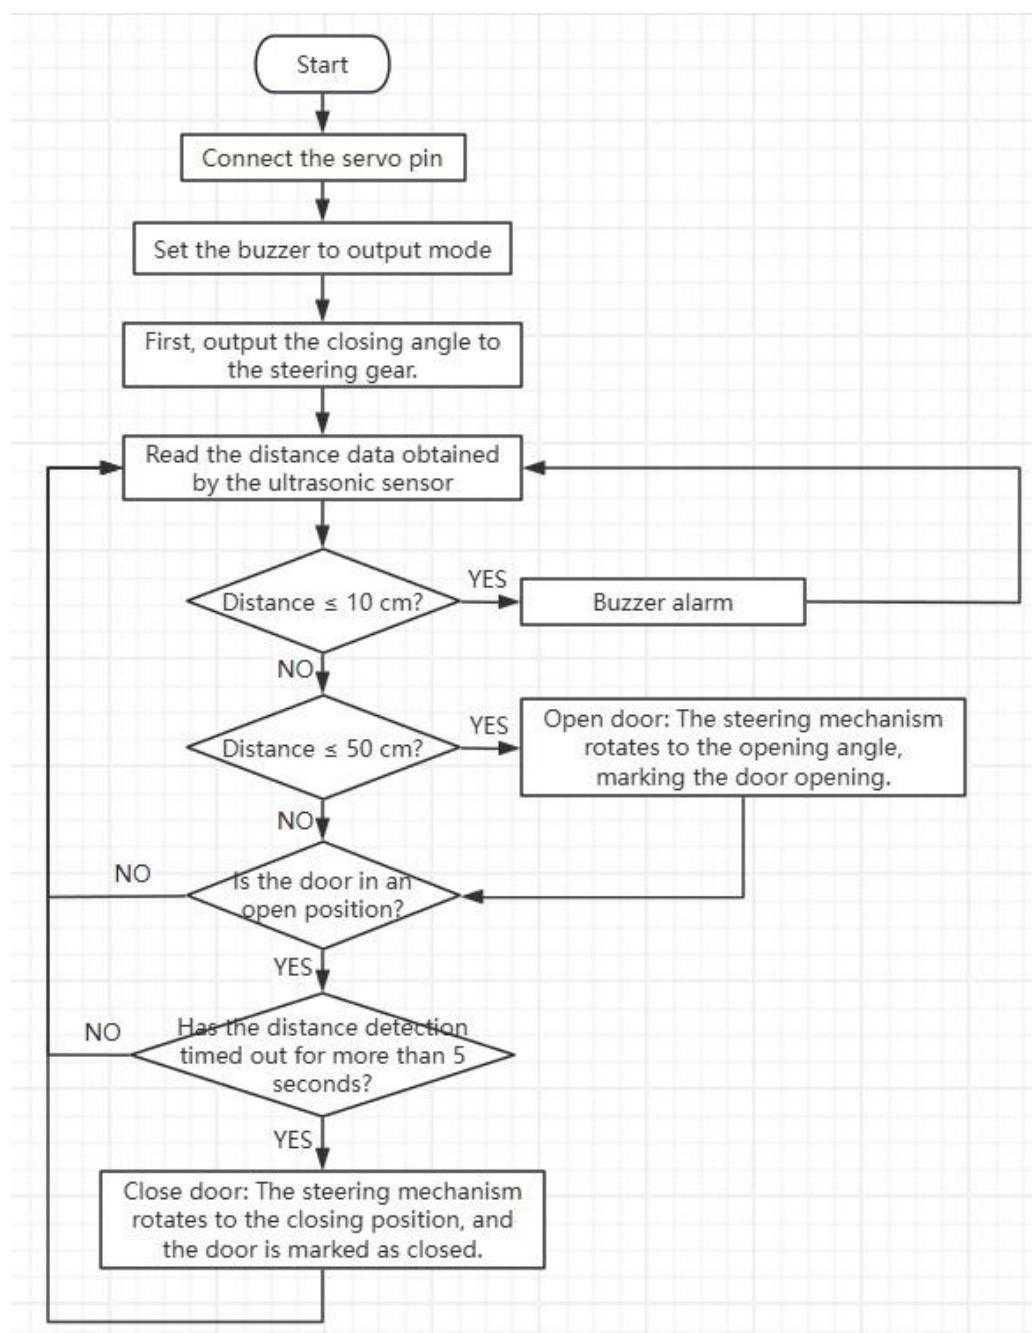 Start
Connect the servo pin
Set the buzzer to output mode
First, output the closing angle to
the steering gear.
Read the distance data obtained
by the ultrasonic sensor
Distance ≤ 10 cm?
YES
Buzzer alarm
NO
Distance ≤ 50 cm?
YES
Open door: The steering mechanism
rotates to the opening angle,
marking the door opening.
NO
Is the door in an
open position?
NO
YES
Has the distance detection
timed out for more than 5
seconds?
NO
YES
Close door: The steering mechanism
rotates to the closing position, and
the door is marked as closed.